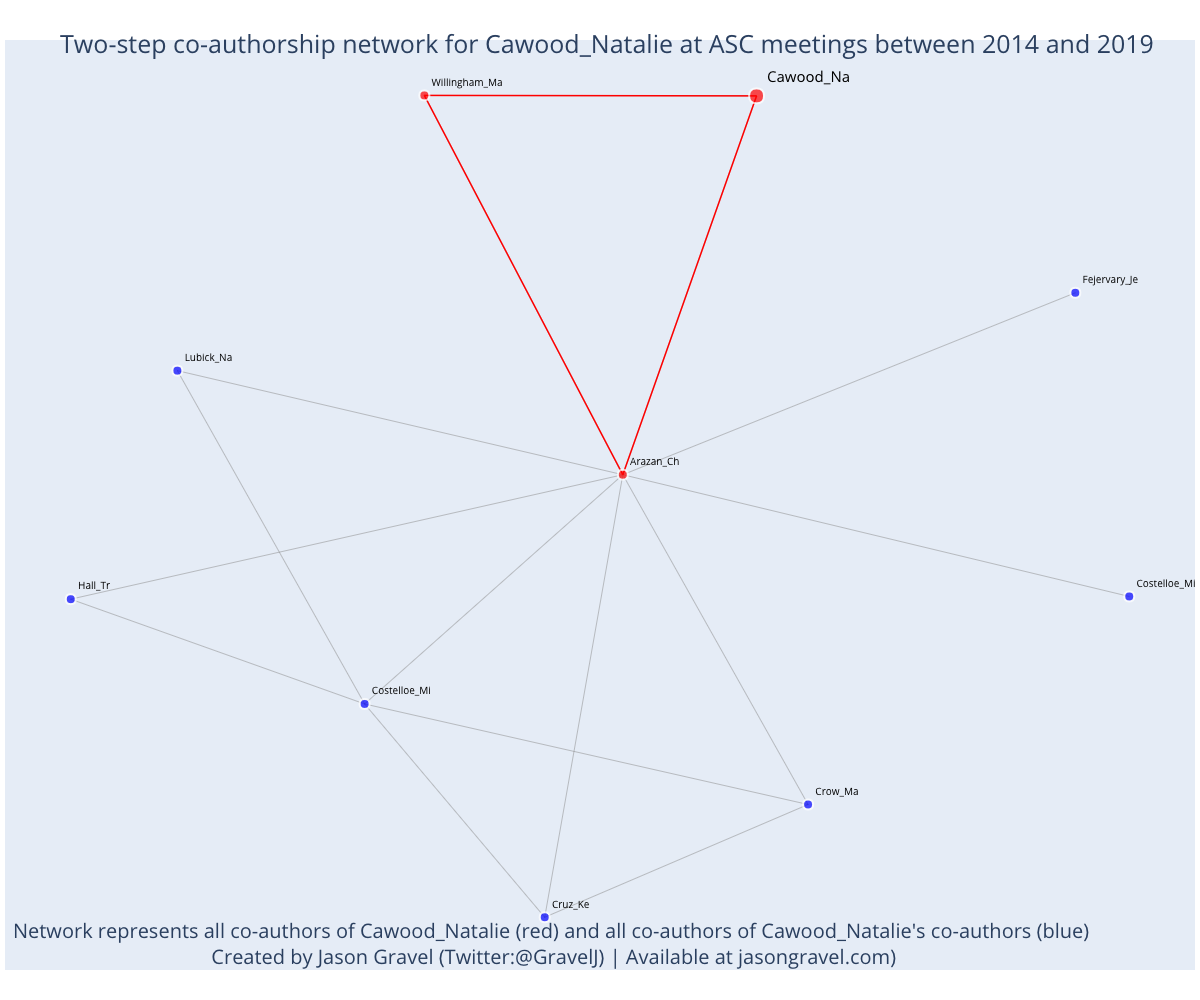 Two-step co-authorship network for Cawood_Natalie at ASC meetings between 2014 and 2019
Cawood_Na
Willingham_Ma
Fejervary_Je
Lubick_Na
Arazan_Ch
Costelloe_Mi
Hall_Tr
Costelloe_Mi
Crow_Ma
Cruz_Ke
Network represents all co-authors of Cawood_Natalie (red) and all co-authors of Cawood_Natalie's co-authors (blue)
Created by Jason Gravel (Twitter:@GravelJ) | Available at jasongravel.com)